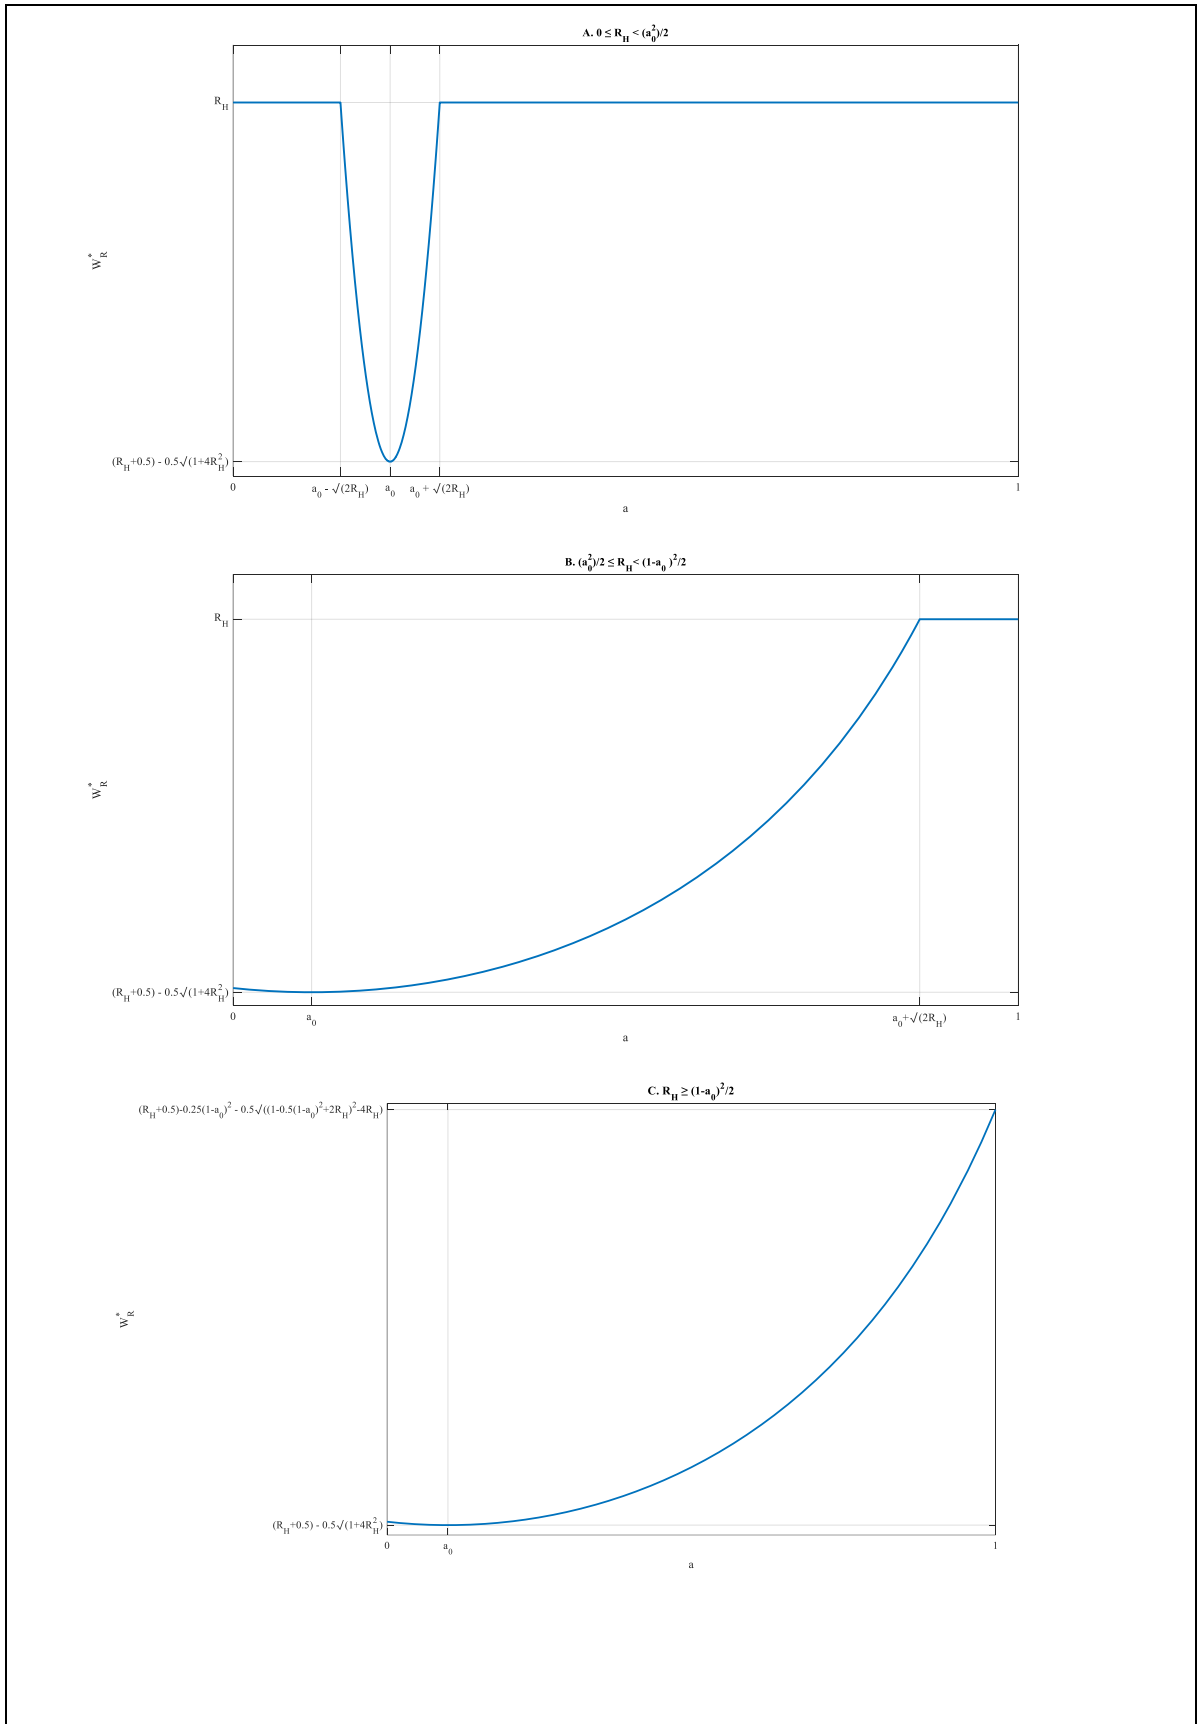 A. 0 ≤ R_H < (a_0^2)/2
R_H
W_R^*
(R_H+0.5) - 0.5√(1+4R_H^2)
0 a_0 - √(2R_H) a_0 a_0 + √(2R_H) 1
a
B. (a_0^2)/2 ≤ R_H < (1-a_0 )^2/2
R_H
W_R^*
(R_H+0.5) - 0.5√(1+4R_H^2)
0 a_0 a_0+√(2R_H) 1
a
C. R_H ≥ (1-a_0)^2/2
(R_H+0.5)-0.25(1-a_0)^2 - 0.5√((1-0.5(1-a_0)^2+2R_H)^2-4R_H)
W_R^*
(R_H+0.5) - 0.5√(1+4R_H^2)
0 a_0 1
a